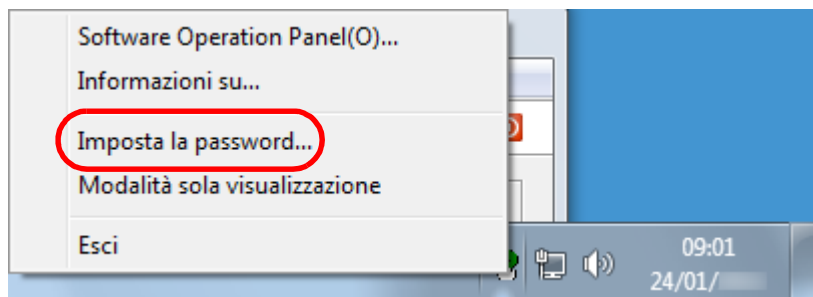 Software Operation Panel(O)...
Informazioni su...
Imposta la password...
Modalità sola visualizzazione
Esci
09:01
24/01/